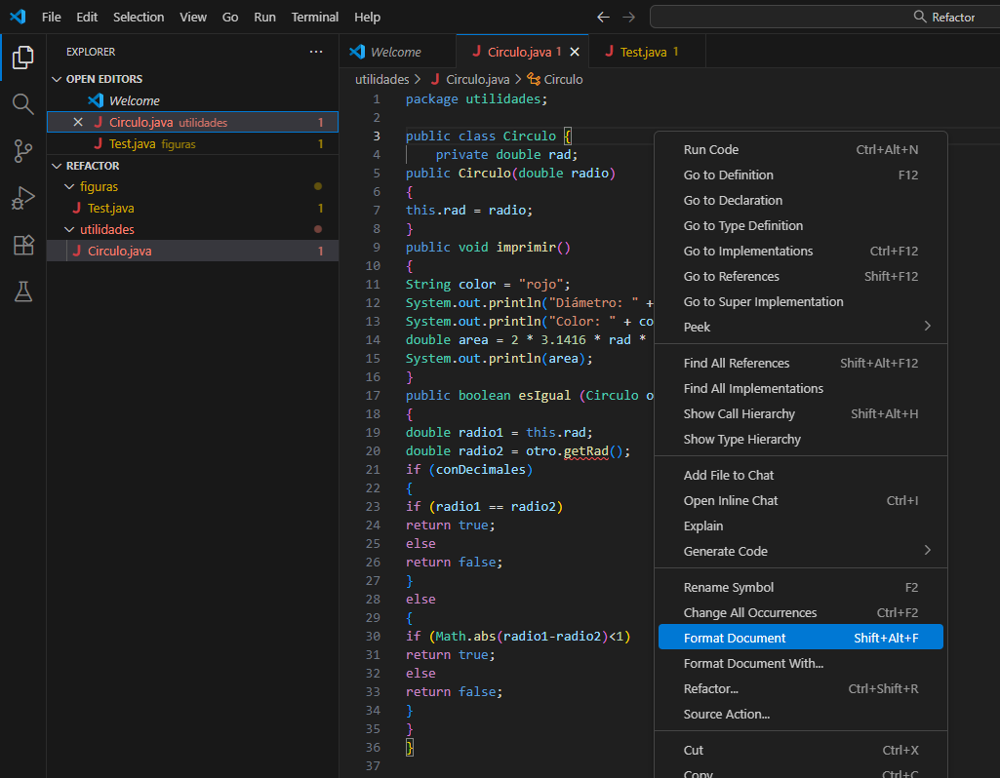 File Edit Selection View Go Run Terminal Help Refactor
EXPLORER ...
OPEN EDITORS
Welcome
Circulo.java utilidades 1
Test.java figuras 1
REFACTOR
figuras
Test.java 1
utilidades
Circulo.java 1
Welcome Circulo.java 1 Test.java 1
utilidades > Circulo.java > Circulo
1 package utilidades;
2
3 public class Circulo {
4 private double rad;
5 public Circulo(double radio)
6 {
7 this.rad = radio;
8 }
9 public void imprimir()
10 {
11 String color = "rojo";
12 System.out.println("Diámetro: " +
13 System.out.println("Color: " + co
14 double area = 2 * 3.1416 * rad *
15 System.out.println(area);
16 }
17 public boolean esIgual (Circulo o
18 {
19 double radio1 = this.rad;
20 double radio2 = otro.getRad();
21 if (conDecimales)
22 {
23 if (radio1 == radio2)
24 return true;
25 else
26 return false;
27 }
28 else
29 {
30 if (Math.abs(radio1-radio2)<1)
31 return true;
32 else
33 return false;
34 }
35 }
36 }
37
Run Code Ctrl+Alt+N
Go to Definition F12
Go to Declaration
Go to Type Definition
Go to Implementations Ctrl+F12
Go to References Shift+F12
Go to Super Implementation
Peek
Find All References Shift+Alt+F12
Find All Implementations
Show Call Hierarchy Shift+Alt+H
Show Type Hierarchy
Add File to Chat
Open Inline Chat Ctrl+I
Explain
Generate Code
Rename Symbol F2
Change All Occurrences Ctrl+F2
Format Document Shift+Alt+F
Format Document With...
Refactor... Ctrl+Shift+R
Source Action...
Cut Ctrl+X
Copy Ctrl+C